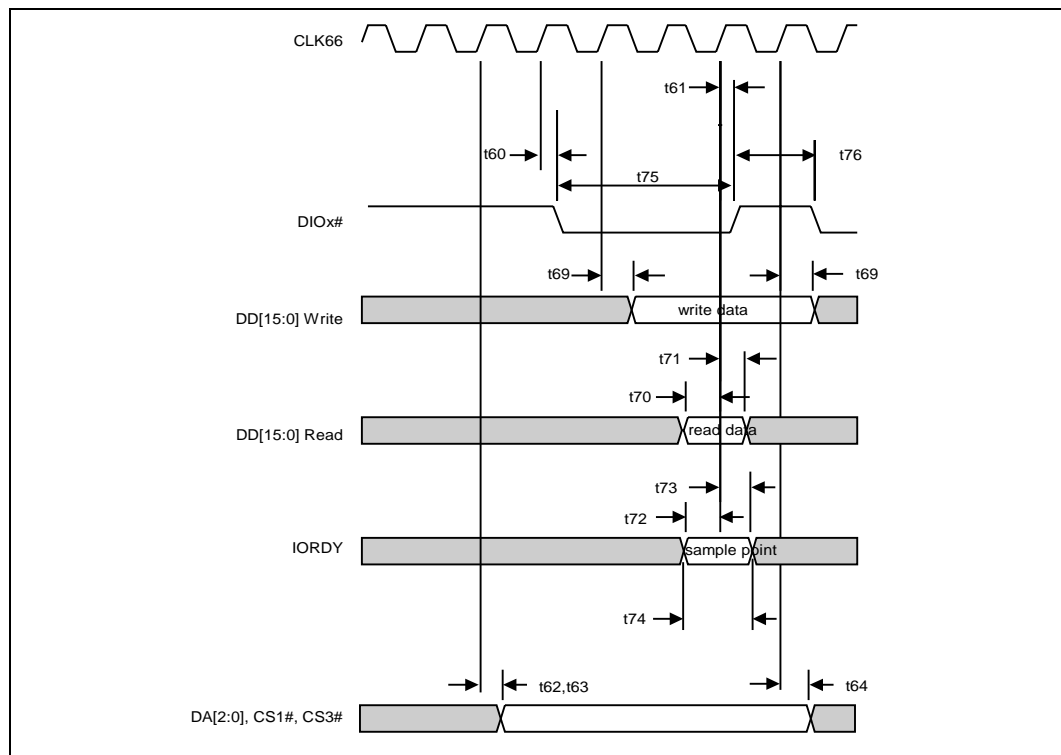 CLK66
t61
t60
t76
t75
DIOx#
t69
t69
DD[15:0] Write
write data
t71
t70
DD[15:0] Read
read data
t73
t72
IORDY
sample point
t74
t62,t63
t64
DA[2:0], CS1#, CS3#